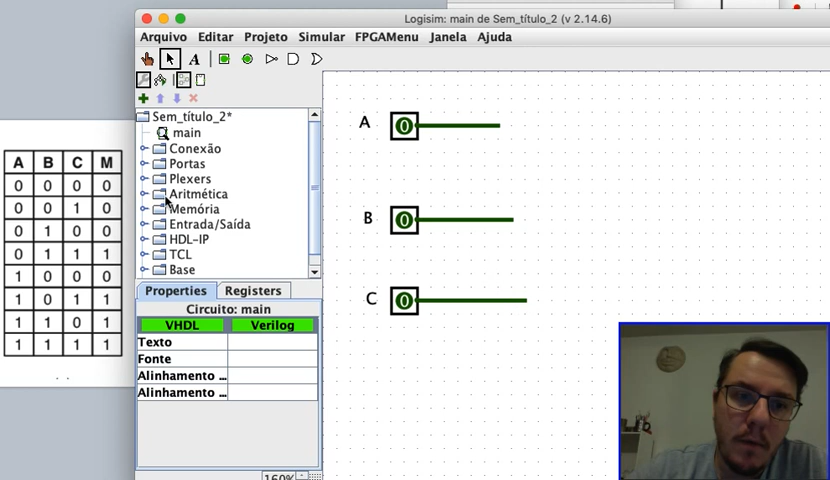 Logisim: main de Sem_título_2 (v 2.14.6)
Arquivo Editar Projeto Simular FPGAMenu Janela Ajuda
A
Sem_título_2*
main
Conexão
Portas
Plexers
Aritmética
Memória
Entrada/Saída
HDL-IP
TCL
Base
Properties Registers
Circuito: main
VHDL Verilog
Texto
Fonte
Alinhamento ...
Alinhamento ...
160%
A B C M
0 0 0 0
0 0 1 0
0 1 0 0
0 1 1 1
1 0 0 0
1 0 1 1
1 1 0 1
1 1 1 1
A 0
B 0
C 0